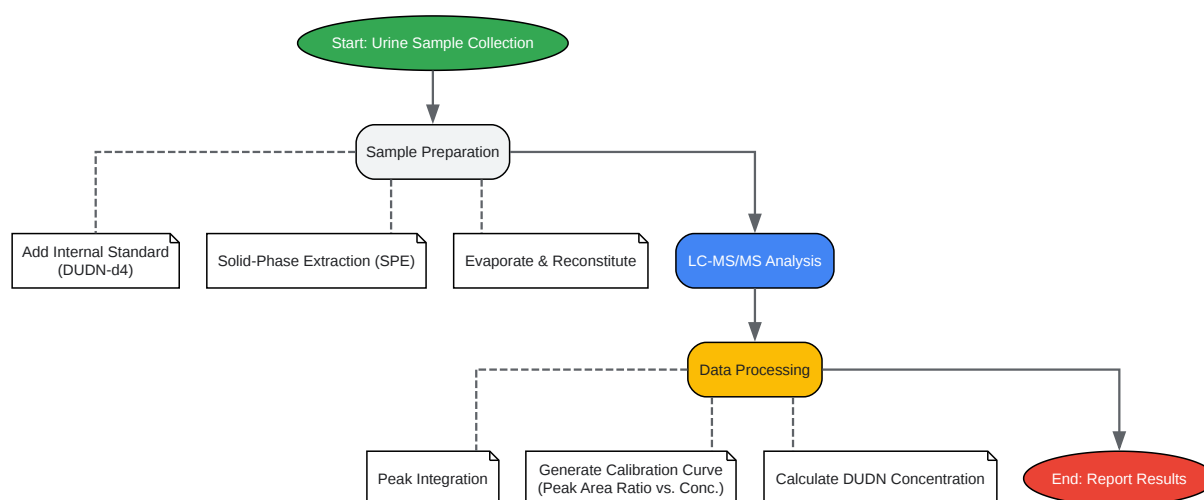 Start: Urine Sample Collection
Sample Preparation
Add Internal Standard
(DUDN-d4)
Solid-Phase Extraction (SPE)
Evaporate & Reconstitute
LC-MS/MS Analysis
Data Processing
Peak Integration
Generate Calibration Curve
(Peak Area Ratio vs. Conc.)
Calculate DUDN Concentration
End: Report Results